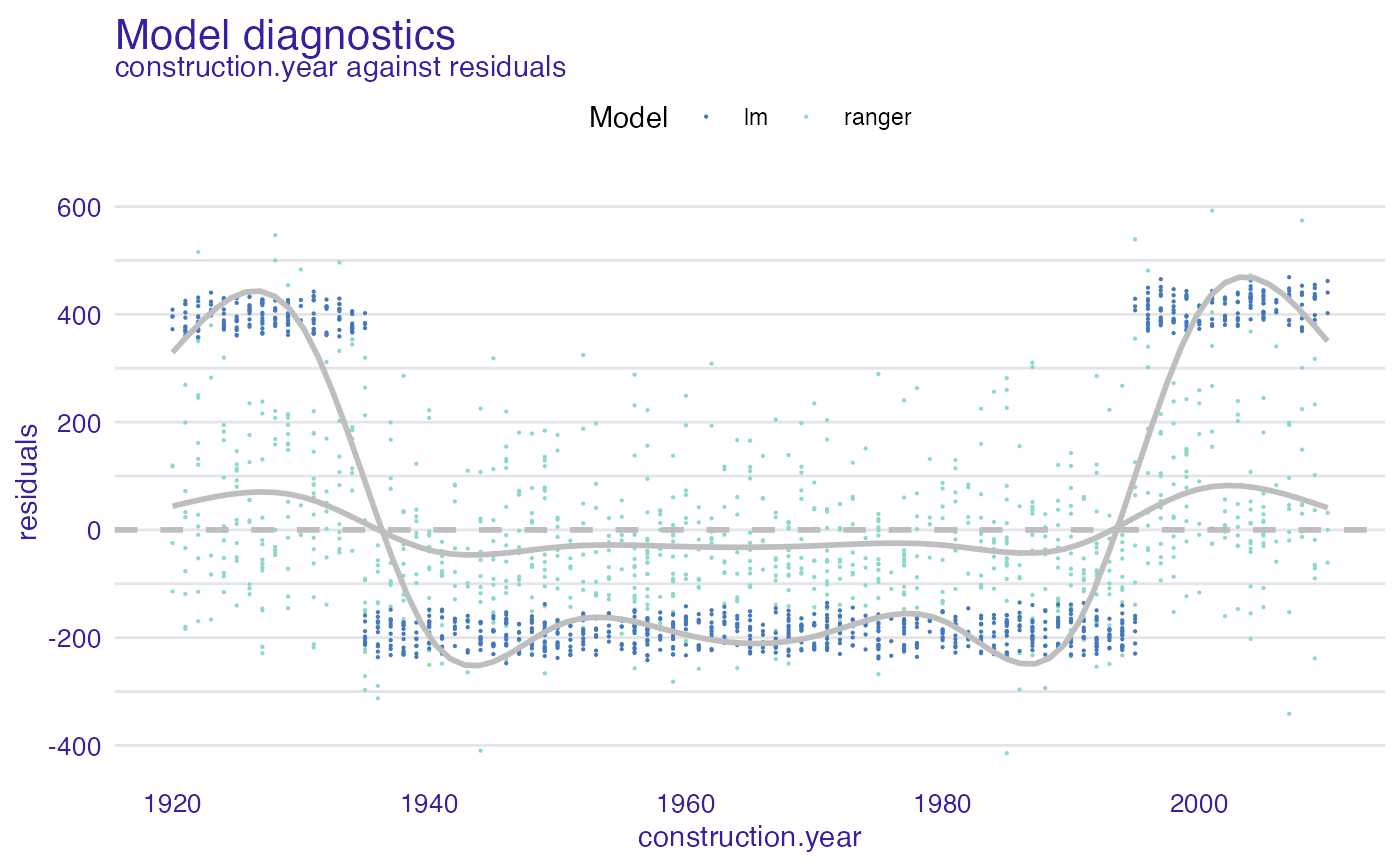 Model diagnostics
construction.year against residuals
Model lm ranger
600
400
200
0
-200
-400
residuals
1920 1940 1960 1980 2000
construction.year